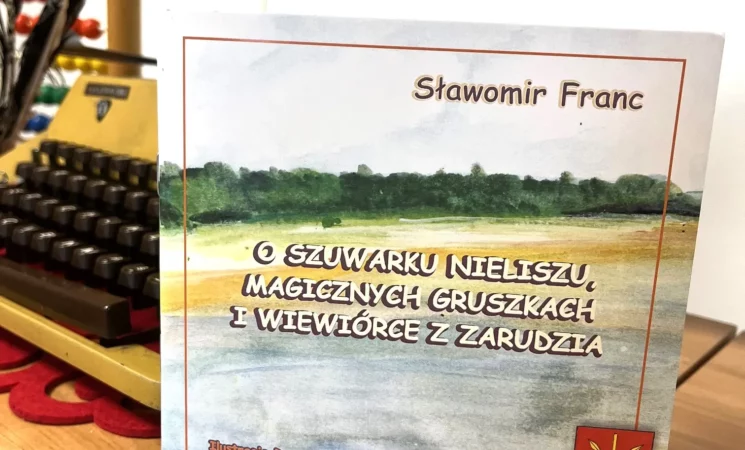 Sławomir Franc
O SZUWARKU NIELISZU,
MAGICZNYCH GRUSZKACH
I WIEWIÓRCE Z ZARUDZIA